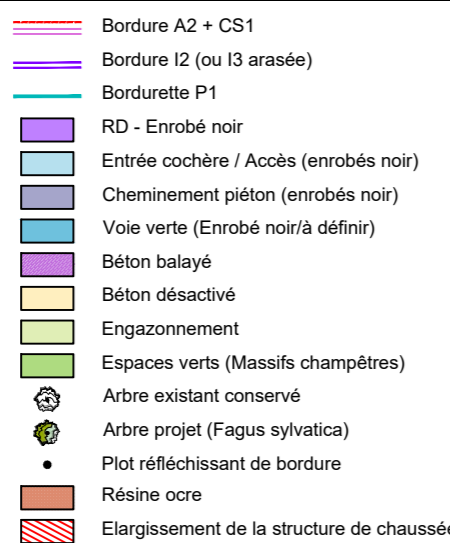 Bordure A2 + CS1
Bordure I2 (ou I3 arasée)
Bordurette P1
RD - Enrobé noir
Entrée cochère / Accès (enrobés noir)
Cheminement piéton (enrobés noir)
Voie verte (Enrobé noir/à définir)
Béton balayé
Béton désactivé
Engazonnement
Espaces verts (Massifs champêtres)
Arbre existant conservé
Arbre projet (Fagus sylvatica)
Plot réfléchissant de bordure
Résine ocre
Elargissement de la structure de chaussée